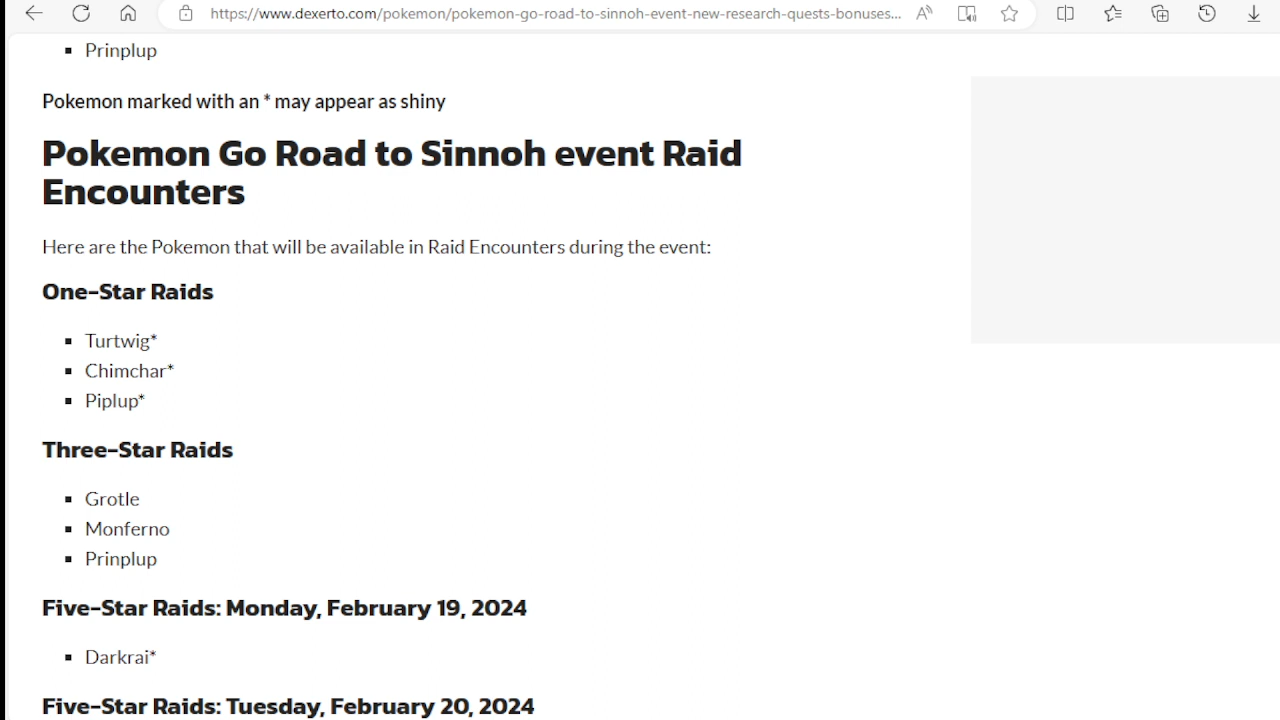 https://www.dexerto.com/pokemon/pokemon-go-road-to-sinnoh-event-new-research-quests-bonuses...
Prinplup
Pokemon marked with an * may appear as shiny
Pokemon Go Road to Sinnoh event Raid
Encounters
Here are the Pokemon that will be available in Raid Encounters during the event:
One-Star Raids
Turtwig*
Chimchar*
Piplup*
Three-Star Raids
Grotle
Monferno
Prinplup
Five-Star Raids: Monday, February 19, 2024
Darkrai*
Five-Star Raids: Tuesday, February 20, 2024